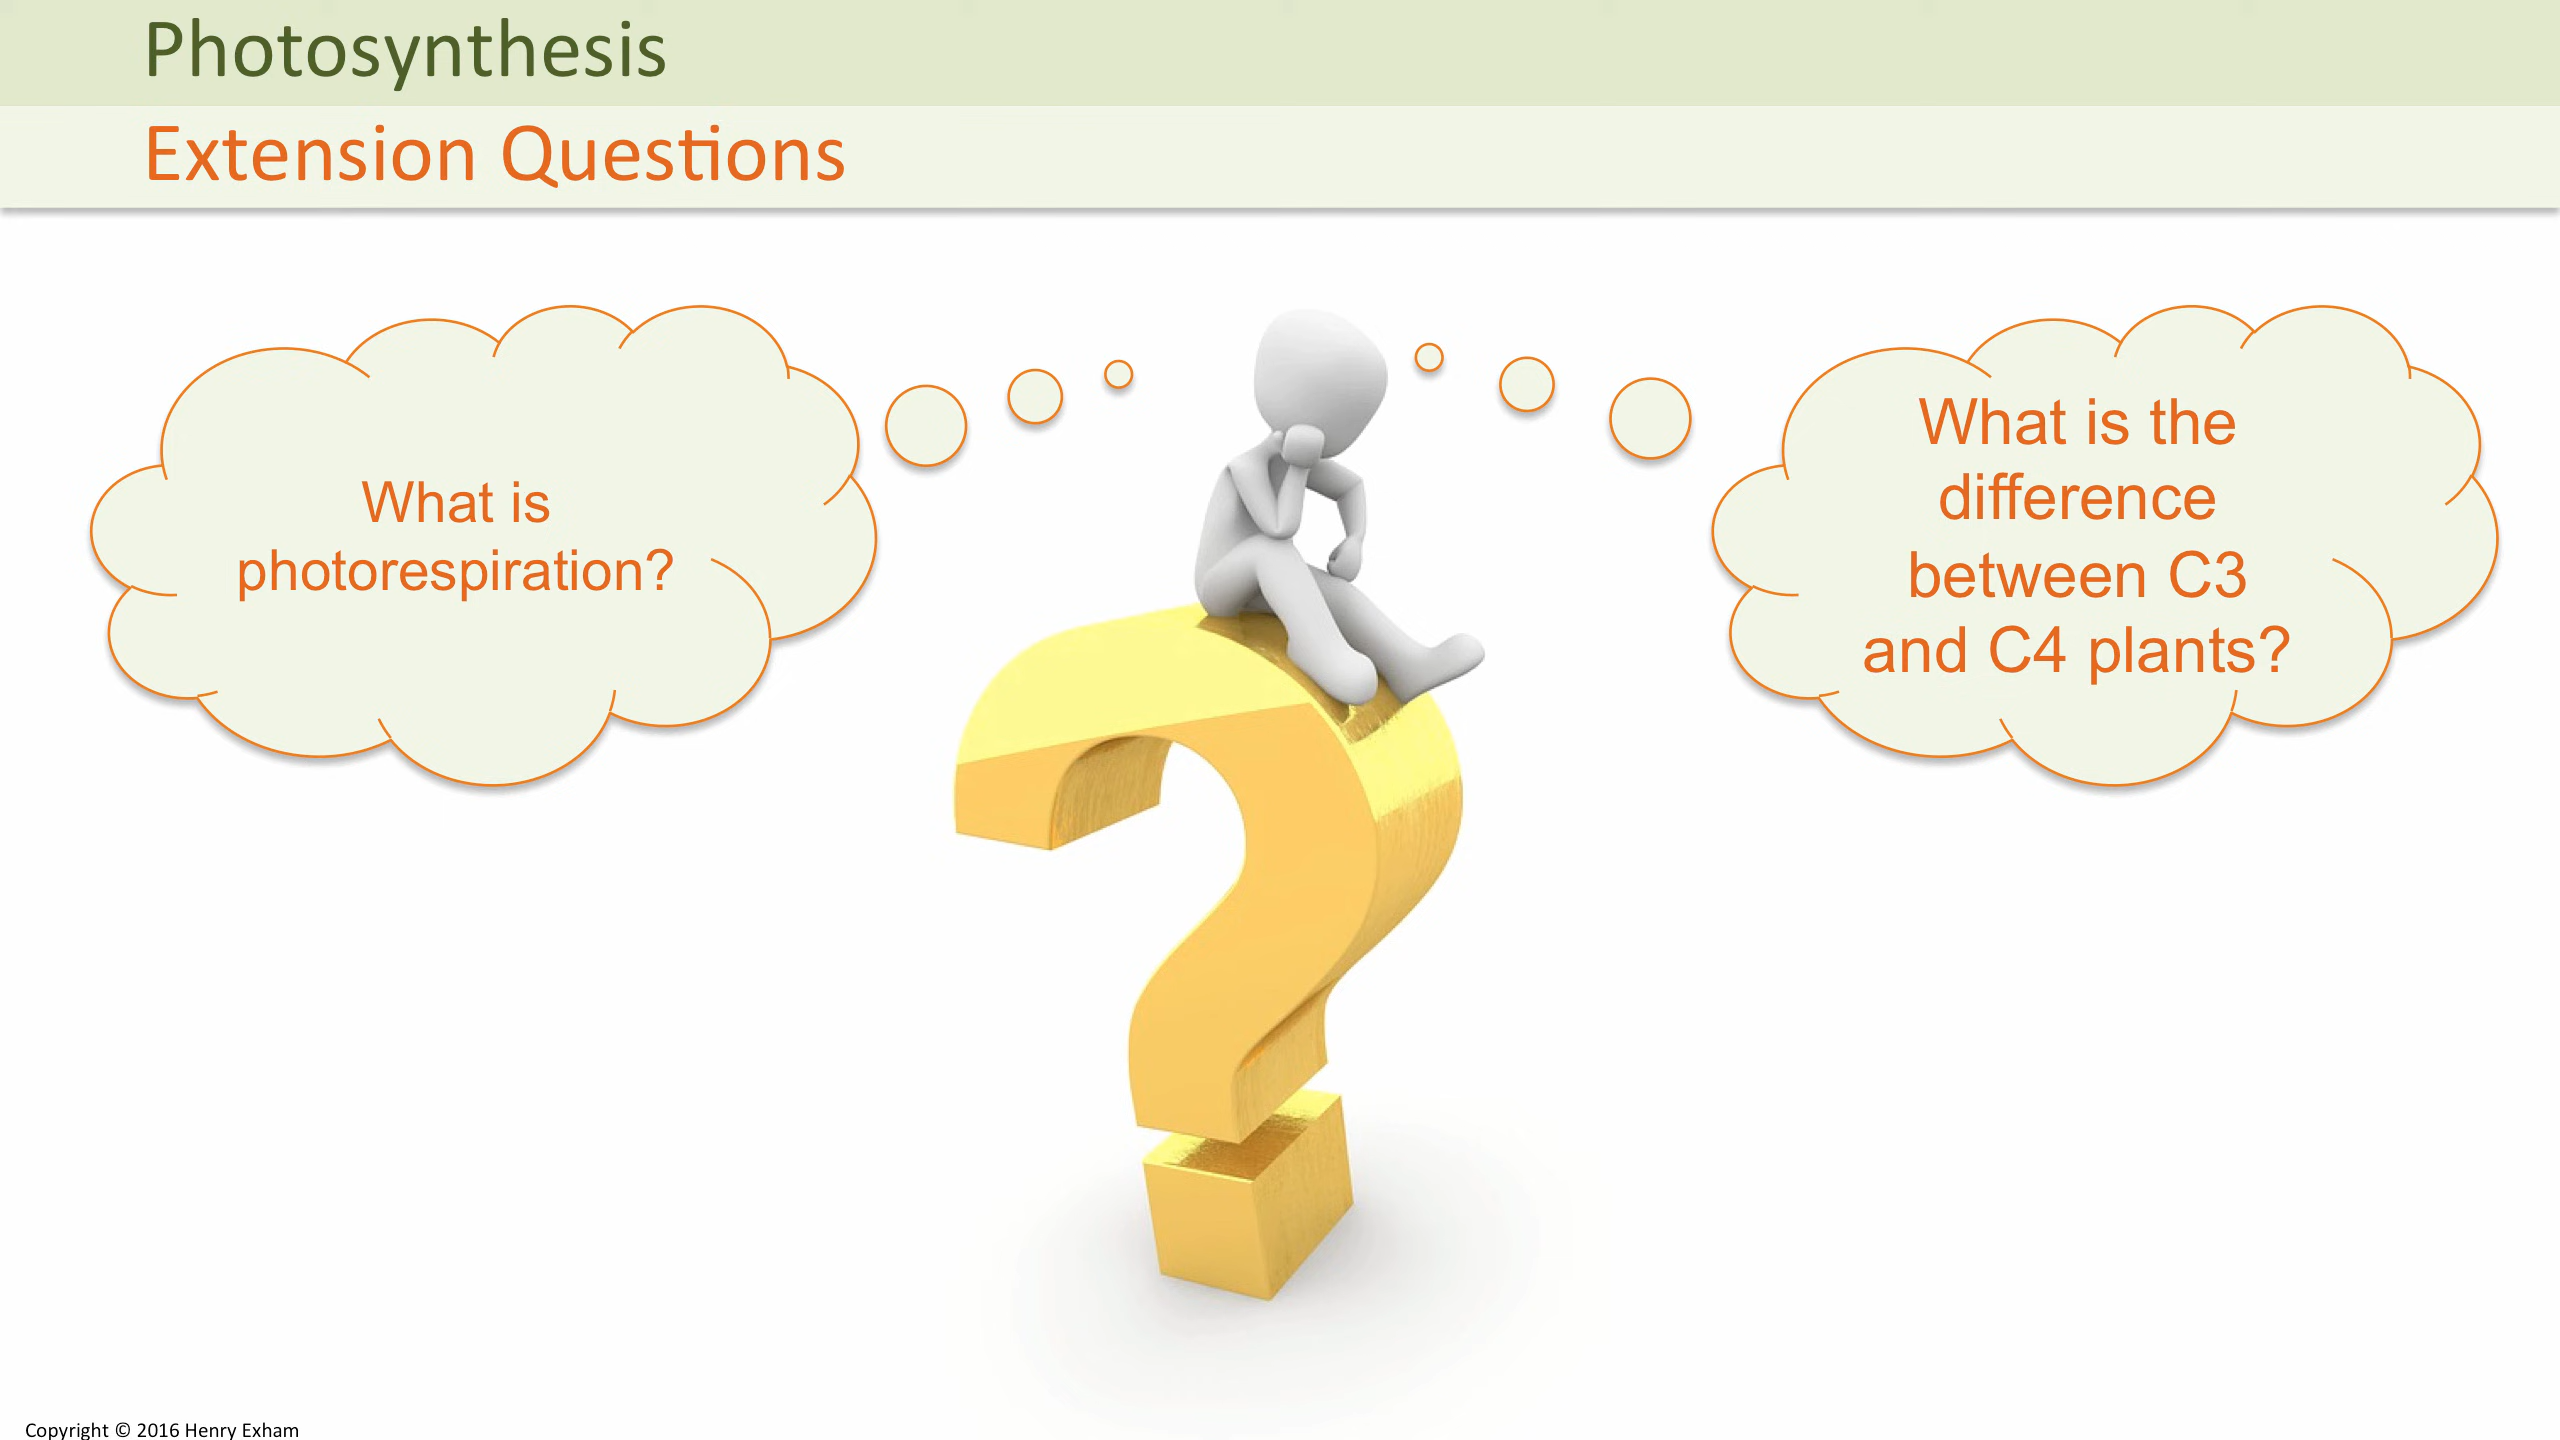 Photosynthesis
Extension Questions
What is
photorespiration?
What is the
difference
between C3
and C4 plants?
Copyright © 2016 Henry Exham